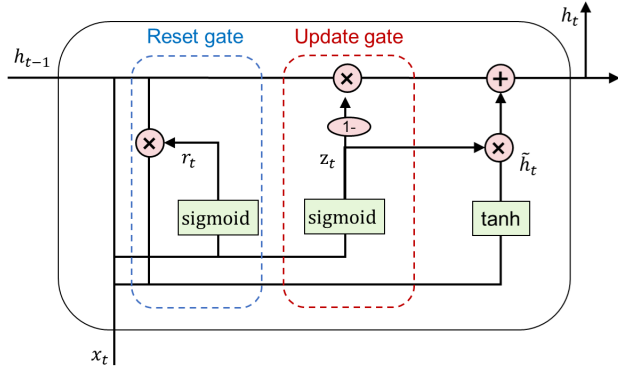 h_t
Reset gate Update gate
h_{t−1}
× +
1-
× r_t z_t × h̃_t
sigmoid sigmoid tanh
x_t